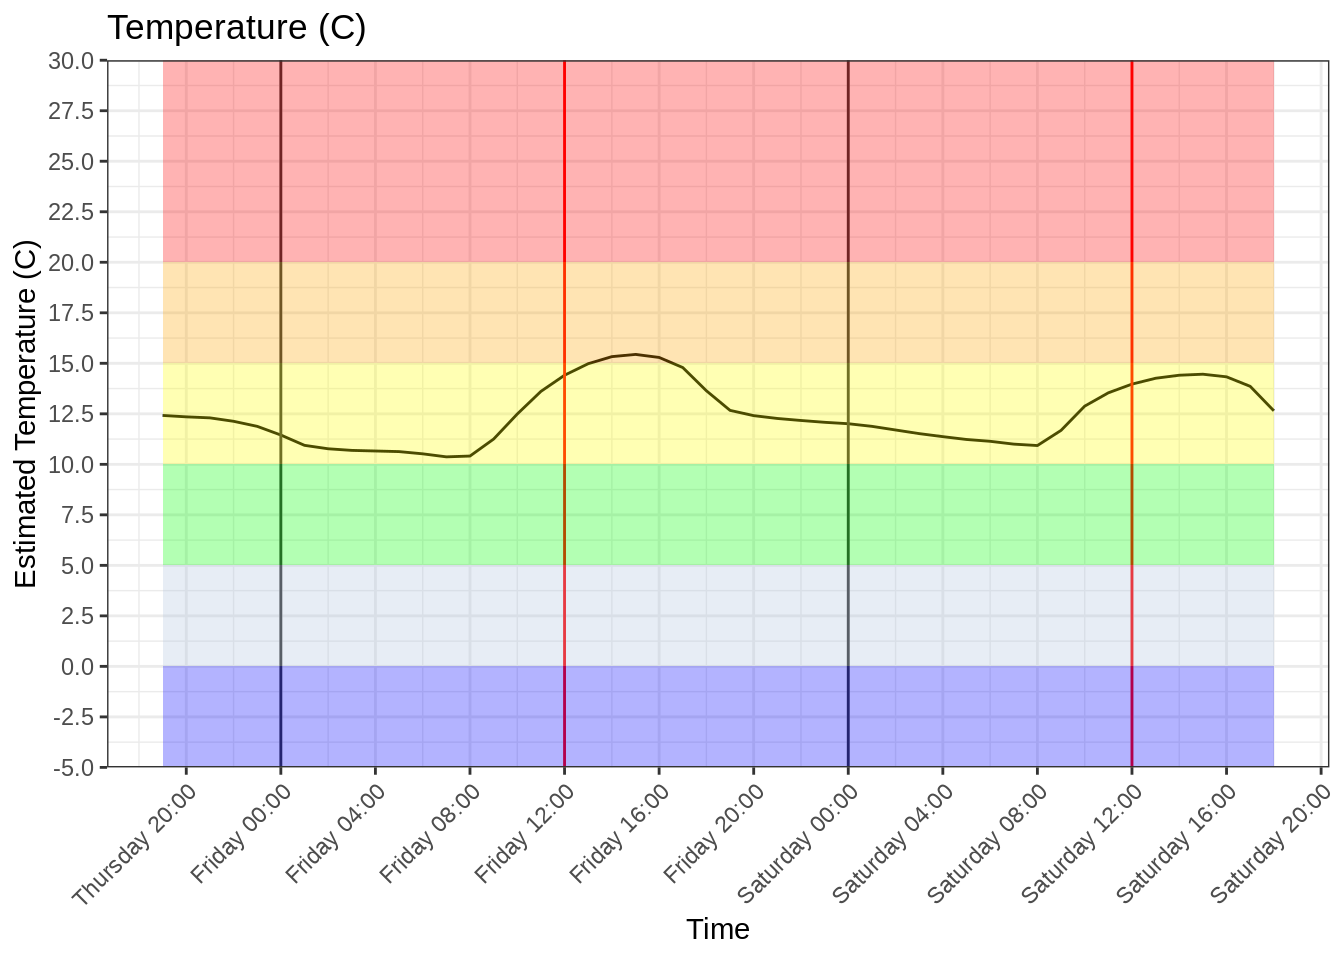 Temperature (C)
Estimated Temperature (C)
30.0
27.5
25.0
22.5
20.0
17.5
15.0
12.5
10.0
7.5
5.0
2.5
0.0
-2.5
-5.0
Thursday 20:00
Friday 00:00
Friday 04:00
Friday 08:00
Friday 12:00
Friday 16:00
Friday 20:00
Saturday 00:00
Saturday 04:00
Saturday 08:00
Saturday 12:00
Saturday 16:00
Saturday 20:00
Time